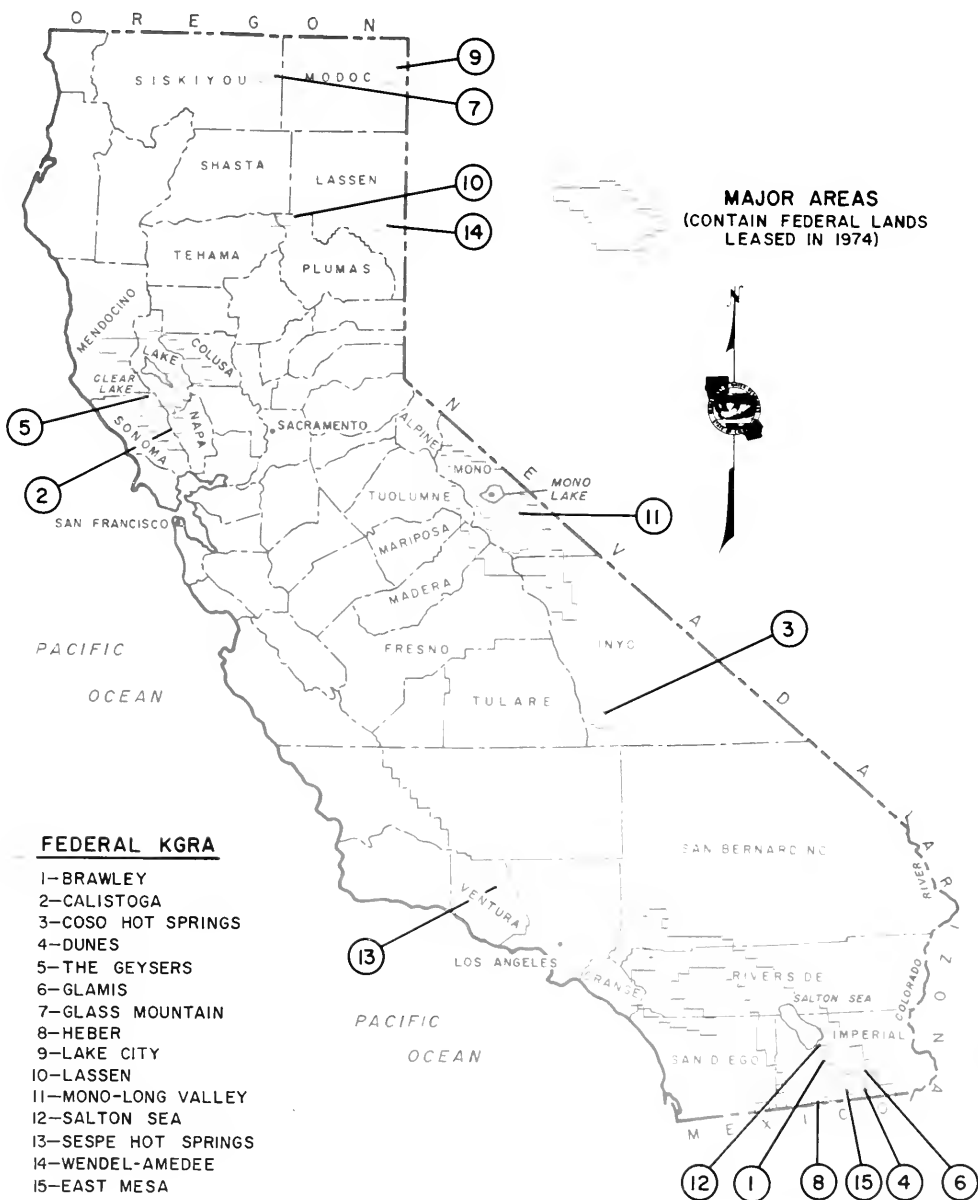 OREGON
9
SISKIYOU
MODOC
7
SHASTA
LASSEN
10
14
MAJOR AREAS
(CONTAIN FEDERAL LANDS
LEASED IN 1974)
TEHAMA
PLUMAS
N
MENDOCINO
LAKE
COLUSA
CLEAR
LAKE
5
NAPA
SONOMA
SACRAMENTO
ALPINE
NEVADA
2
MONO
MONO
LAKE
TUOLUMNE
SAN FRANCISCO
11
MARIPOSA
MADERA
3
PACIFIC
OCEAN
FRESNO
INYO
TULARE
FEDERAL KGRA
1-BRAWLEY
2-CALISTOGA
3-COSO HOT SPRINGS
4-DUNES
5-THE GEYSERS
6-GLAMIS
7-GLASS MOUNTAIN
8-HEBER
9-LAKE CITY
10-LASSEN
11-MONO-LONG VALLEY
12-SALTON SEA
13-SESPE HOT SPRINGS
14-WENDEL-AMEDEE
15-EAST MESA
SAN BERNARDINO
VENTURA
13
LOS ANGELES
ORANGE
RIVERSIDE
SALTON SEA
COLORADO RIVER
ARIZONA
PACIFIC
OCEAN
SAN DIEGO
IMPERIAL
MEXICO
12
1
8
15
4
6